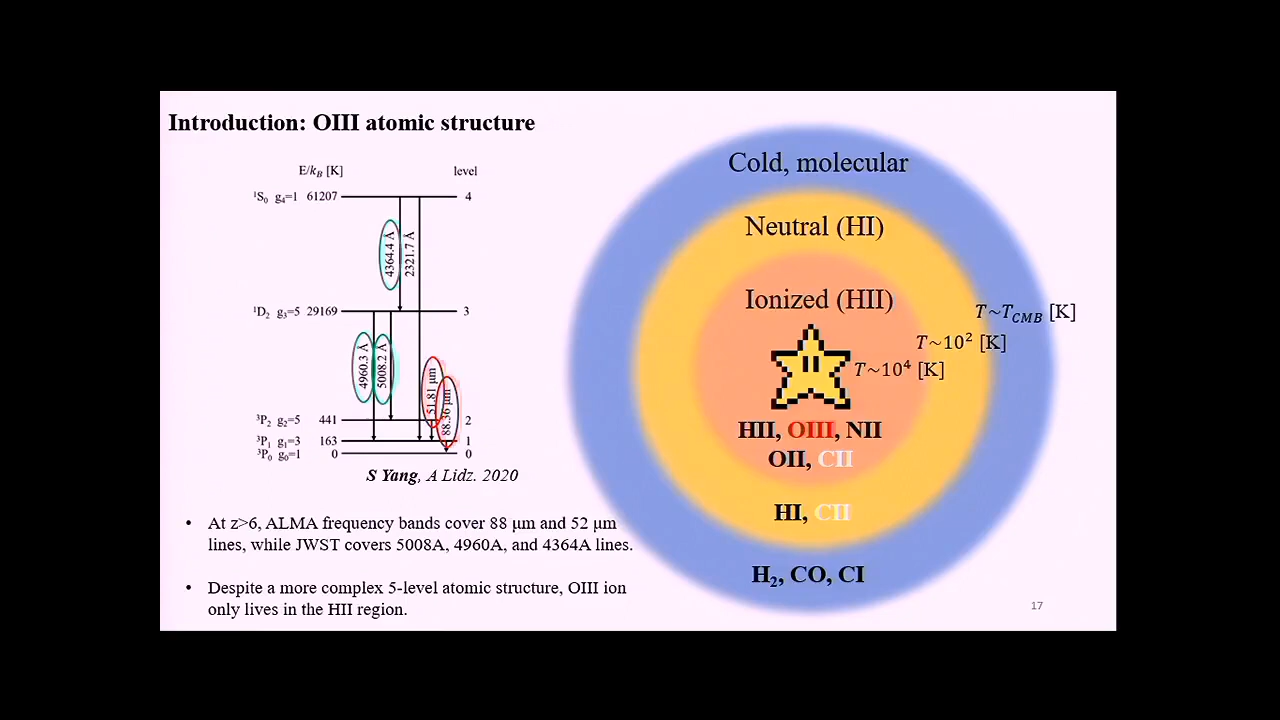 Introduction: OIII atomic structure
E/k_B [K] level
¹S₀ g₄=1 61207 4
4364.4 Å
2321.7 Å
¹D₂ g₃=5 29169 3
4960.3 Å
5008.2 Å
51.81 μm
88.36 μm
³P₂ g₂=5 441 2
³P₁ g₁=3 163 1
³P₀ g₀=1 0 0
S Yang, A Lidz. 2020
• At z>6, ALMA frequency bands cover 88 μm and 52 μm
lines, while JWST covers 5008A, 4960A, and 4364A lines.
• Despite a more complex 5-level atomic structure, OIII ion
only lives in the HII region.
Cold, molecular
Neutral (HI)
Ionized (HII)
T~T_CMB [K]
T~10² [K]
T~10⁴ [K]
HII, OIII, NII
OII, CII
HI, CII
H₂, CO, CI
17